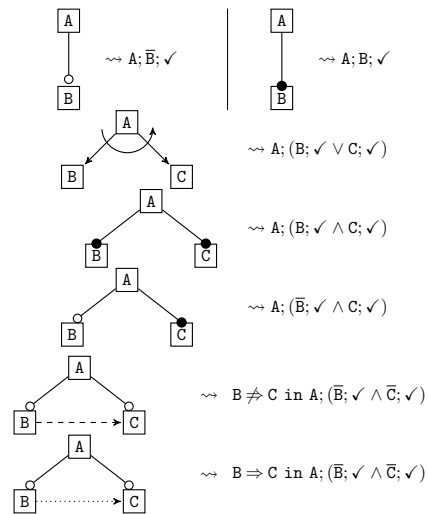 A A
⇝ A; B̅; ✓ ⇝ A; B; ✓
B B
A
⇝ A; (B; ✓ ∨ C; ✓)
B C
A
⇝ A; (B; ✓ ∧ C; ✓)
B C
A
⇝ A; (B̅; ✓ ∧ C; ✓)
B C
A
⇝ B ⇏ C in A; (B̅; ✓ ∧ C̅; ✓)
B C
A
⇝ B ⇒ C in A; (B̅; ✓ ∧ C̅; ✓)
B C